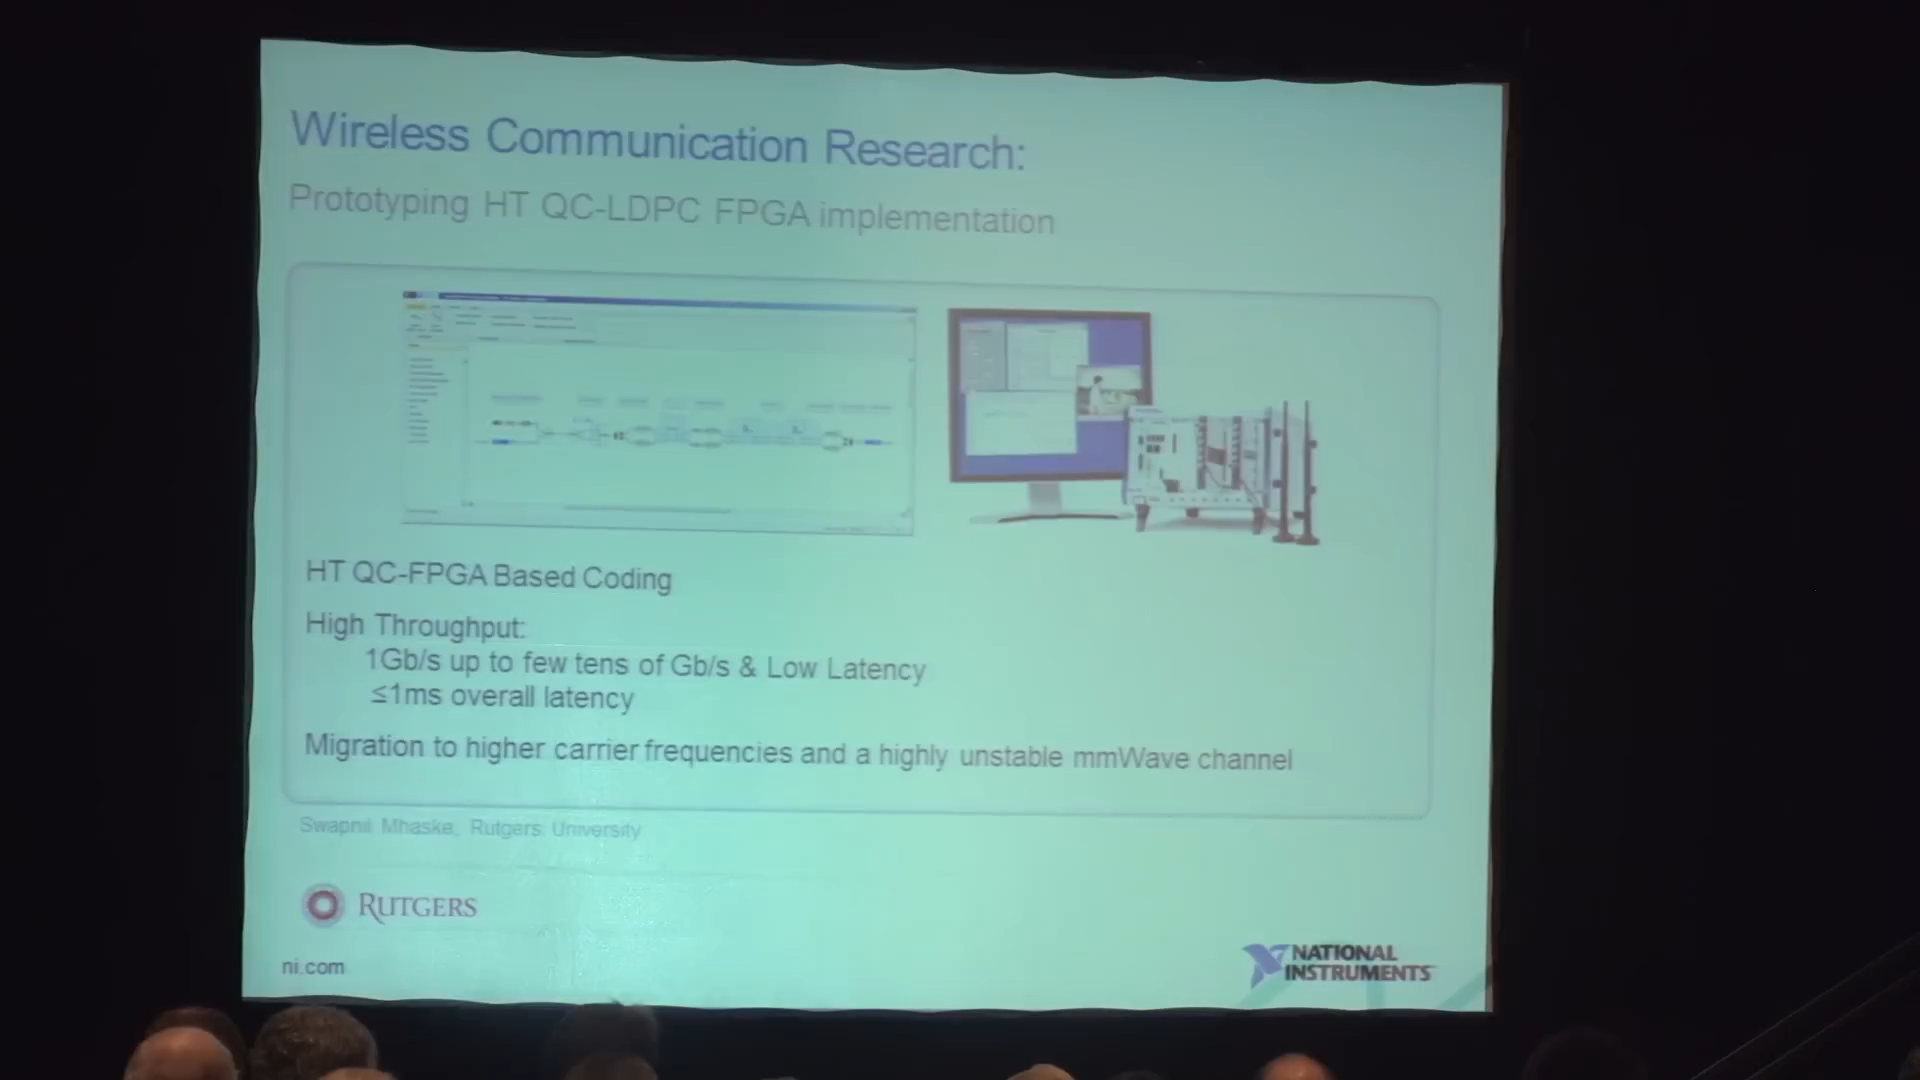 Wireless Communication Research:
Prototyping HT QC-LDPC FPGA implementation
HT QC-FPGA Based Coding
High Throughput:
1Gb/s up to few tens of Gb/s & Low Latency
≤1ms overall latency
Migration to higher carrier frequencies and a highly unstable mmWave channel
Swapnil Mhaske, Rutgers University
RUTGERS
ni.com
NATIONAL
INSTRUMENTS